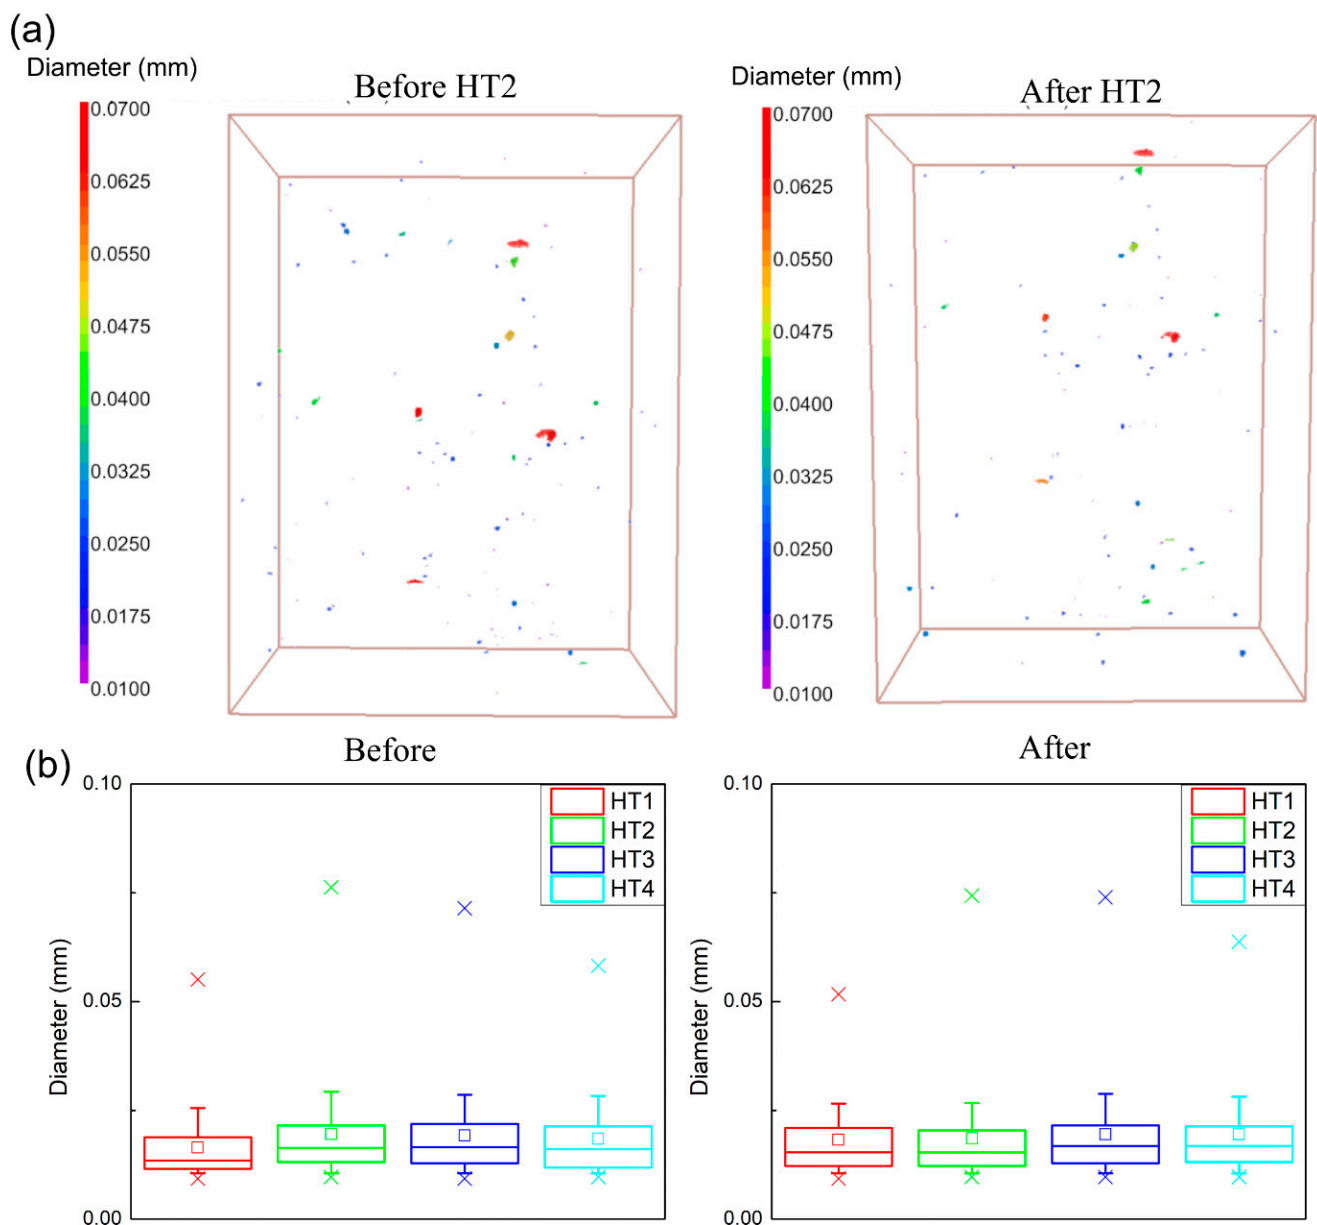 (a)
Diameter (mm)
Before HT2
0.0700
0.0625
0.0550
0.0475
0.0400
0.0325
0.0250
0.0175
0.0100
Diameter (mm)
After HT2
0.0700
0.0625
0.0550
0.0475
0.0400
0.0325
0.0250
0.0175
0.0100
(b)
Before
0.10
0.05
0.00
Diameter (mm)
HT1
HT2
HT3
HT4
After
0.10
0.05
0.00
Diameter (mm)
HT1
HT2
HT3
HT4